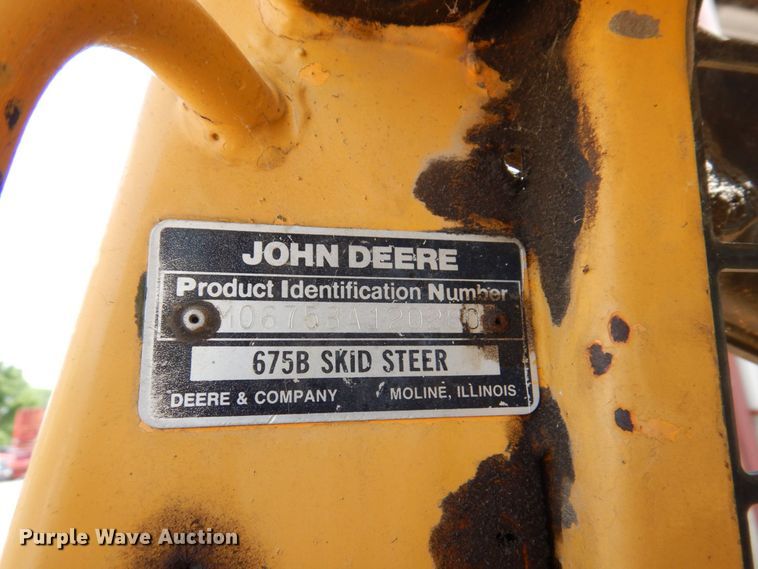 JOHN DEERE
Product Identification Number
675B SKiD STEER
DEERE & COMPANY MOLINE, ILLINOIS
Purple Wave Auction